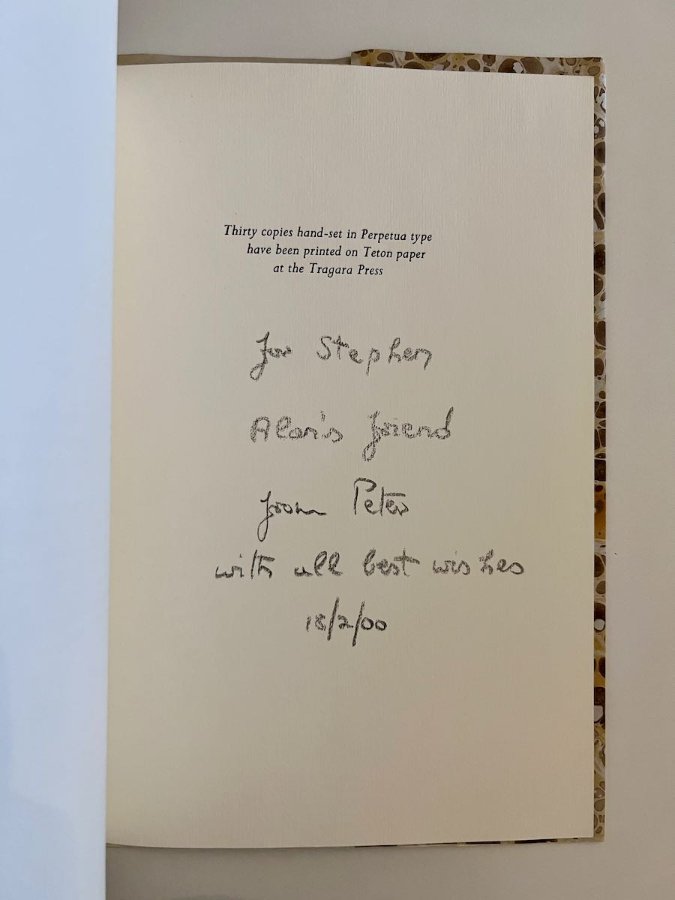 Thirty copies hand-set in Perpetua type
have been printed on Teton paper
at the Tragara Press
for Stephen
Alan's friend
from Peter
with all best wishes
18/2/00